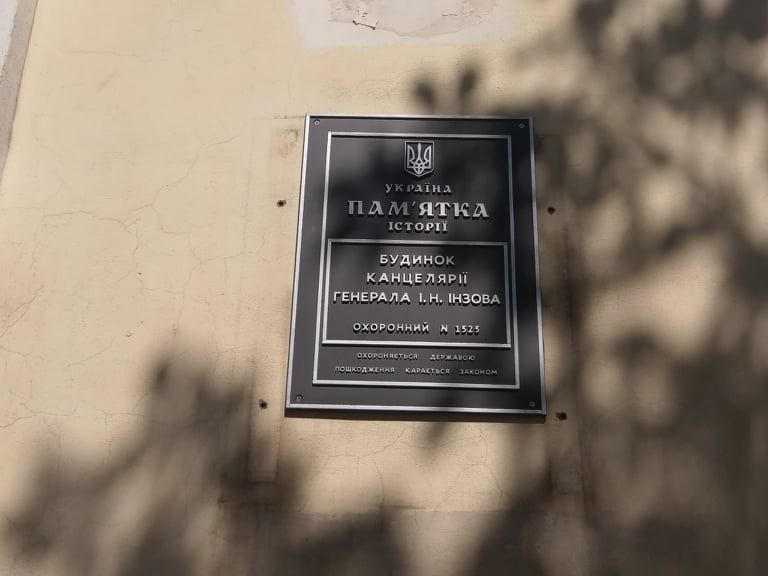 УКРАЇНА
ПАМ'ЯТКА
ІСТОРІЇ
БУДИНОК
КАНЦЕЛЯРІЇ
ГЕНЕРАЛА І.Н. ІНЗОВА
ОХОРОННИЙ N 1525
ОХОРОНЯЄТЬСЯ ДЕРЖАВОЮ
ПОШКОДЖЕННЯ КАРАЄТЬСЯ ЗАКОНОМ